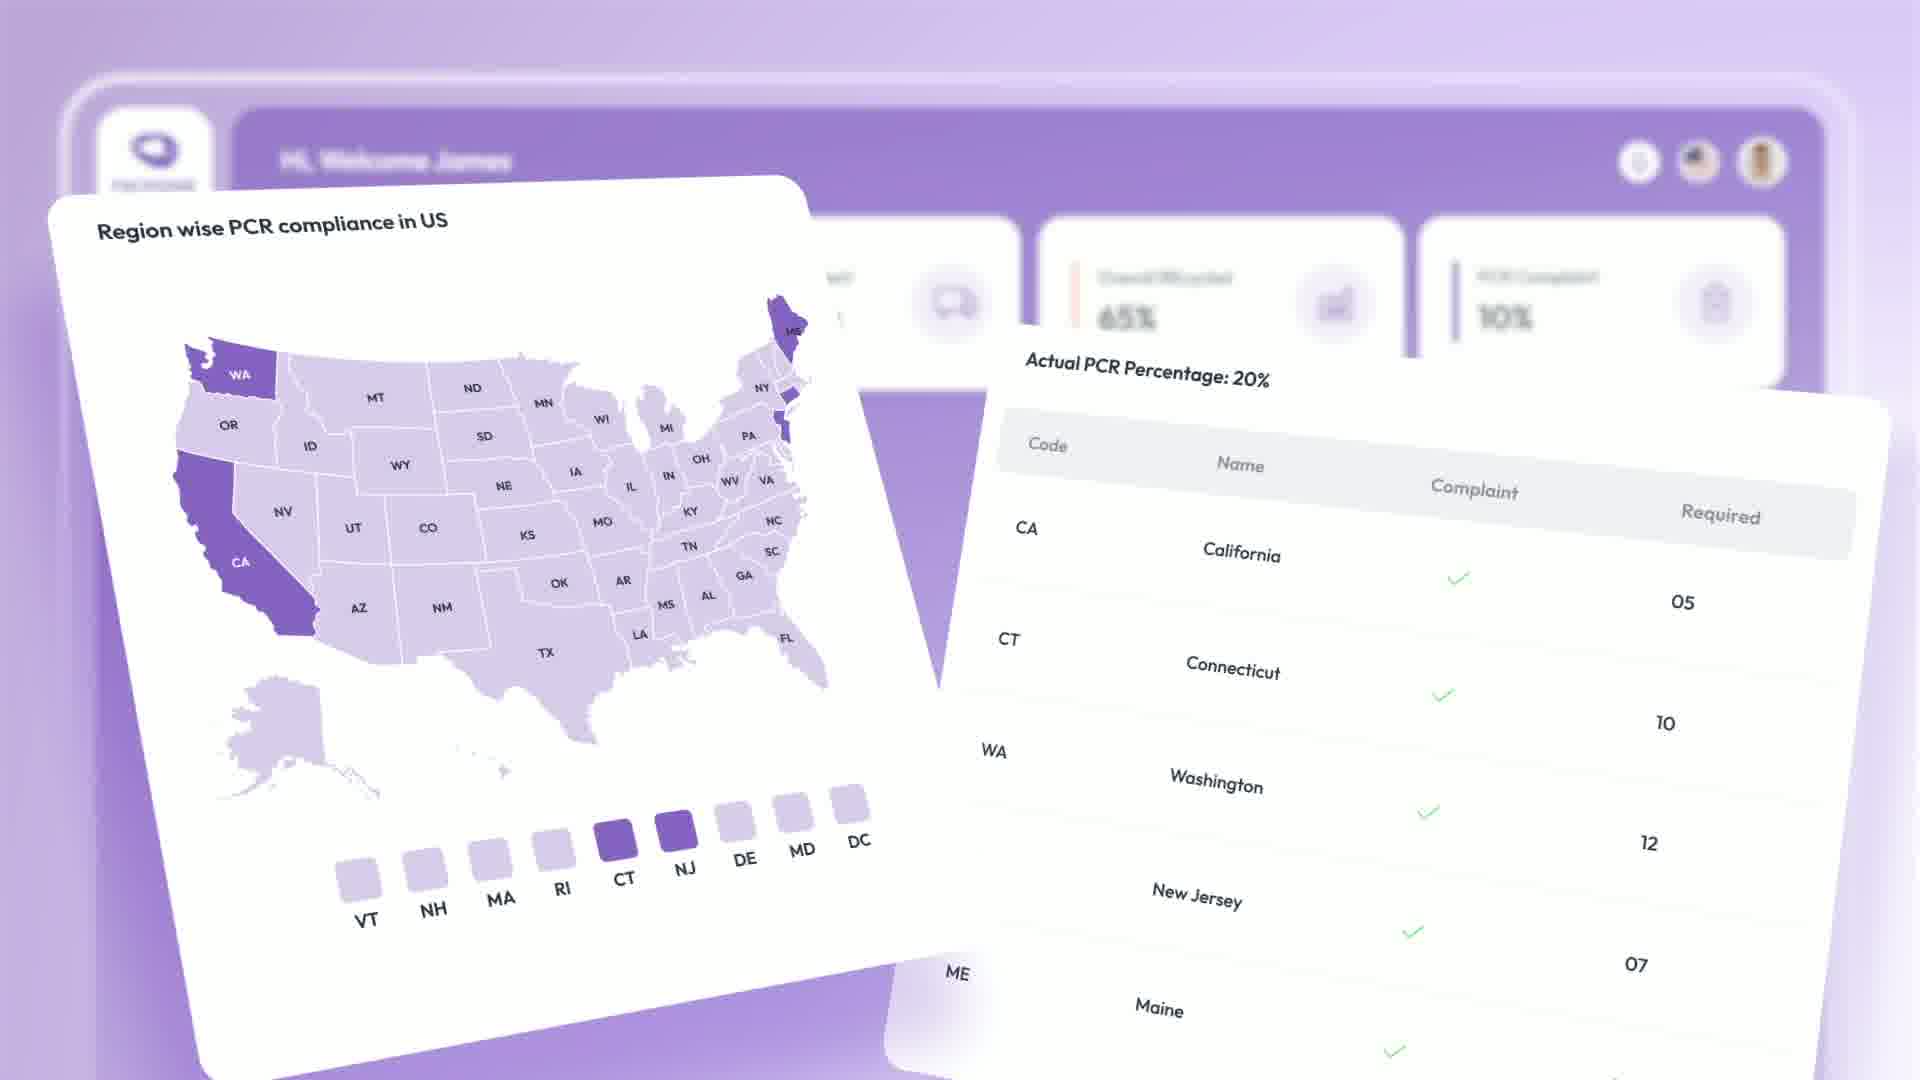 Hi, Welcome James
Region wise PCR compliance in US
65%
10%
Actual PCR Percentage: 20%
Code Name Complaint Required
CA California 05
CT Connecticut 10
WA Washington 12
New Jersey 07
ME Maine
WA
MT
ND
MN
OR
ID
WY
SD
WI
MI
NY
ME
PA
NE
IA
IL
IN
OH
WV
VA
NV
UT
CO
KS
MO
KY
NC
CA
AZ
NM
OK
AR
TN
SC
TX
LA
MS
AL
GA
FL
VT NH MA RI CT NJ DE MD DC